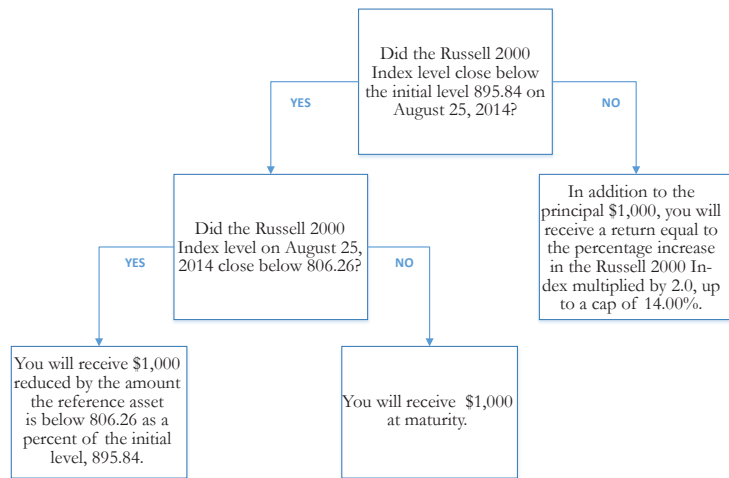 Did the Russell 2000
Index level close below
the initial level 895.84 on
August 25, 2014?
YES
NO
Did the Russell 2000
Index level on August 25,
2014 close below 806.26?
In addition to the
principal $1,000, you will
receive a return equal to
the percentage increase
in the Russell 2000 In-
dex multiplied by 2.0, up
to a cap of 14.00%.
YES
NO
You will receive $1,000
reduced by the amount
the reference asset
is below 806.26 as a
percent of the initial
level, 895.84.
You will receive $1,000
at maturity.